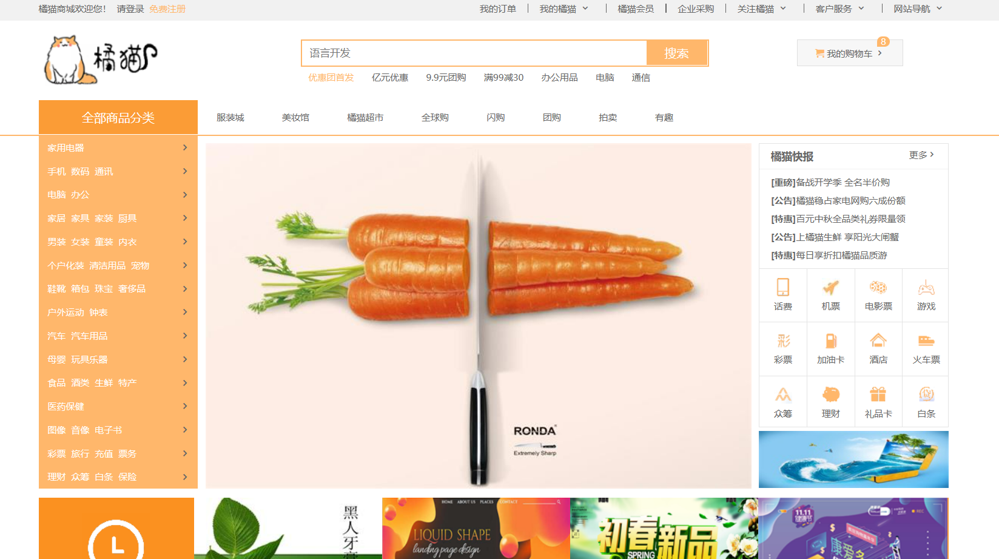 橘猫商城欢迎您！ 请登录 免费注册
我的订单 我的橘猫 橘猫会员 企业采购 关注橘猫 客户服务 网站导航
橘猫
语言开发 搜索
8
我的购物车
优惠团首发 亿元优惠 9.9元团购 满99减30 办公用品 电脑 通信
全部商品分类 服装城 美妆馆 橘猫超市 全球购 闪购 团购 拍卖 有趣
家用电器
手机 数码 通讯
电脑 办公
家居 家具 家装 厨具
男装 女装 童装 内衣
个户化装 清洁用品 宠物
鞋靴 箱包 珠宝 奢侈品
户外运动 钟表
汽车 汽车用品
母婴 玩具乐器
食品 酒类 生鲜 特产
医药保健
图像 音像 电子书
彩票 旅行 充值 票务
理财 众筹 白条 保险
RONDA
Extremely Sharp
橘猫快报 更多
[重磅]备战开学季 全名半价购
[公告]橘猫稳占家电网购六成份额
[特惠]百元中秋全品类礼券限量领
[公告]上橘猫生鲜 享阳光大闸蟹
[特惠]每日享折扣橘猫品质游
话费 机票 电影票 游戏
彩票 加油卡 酒店 火车票
众筹 理财 礼品卡 白条
黑人牙膏
HOME ABOUT US PLACES CONTACT
LIQUID SHAPE
landing page design
初春新品
SPRING
11.11
REC